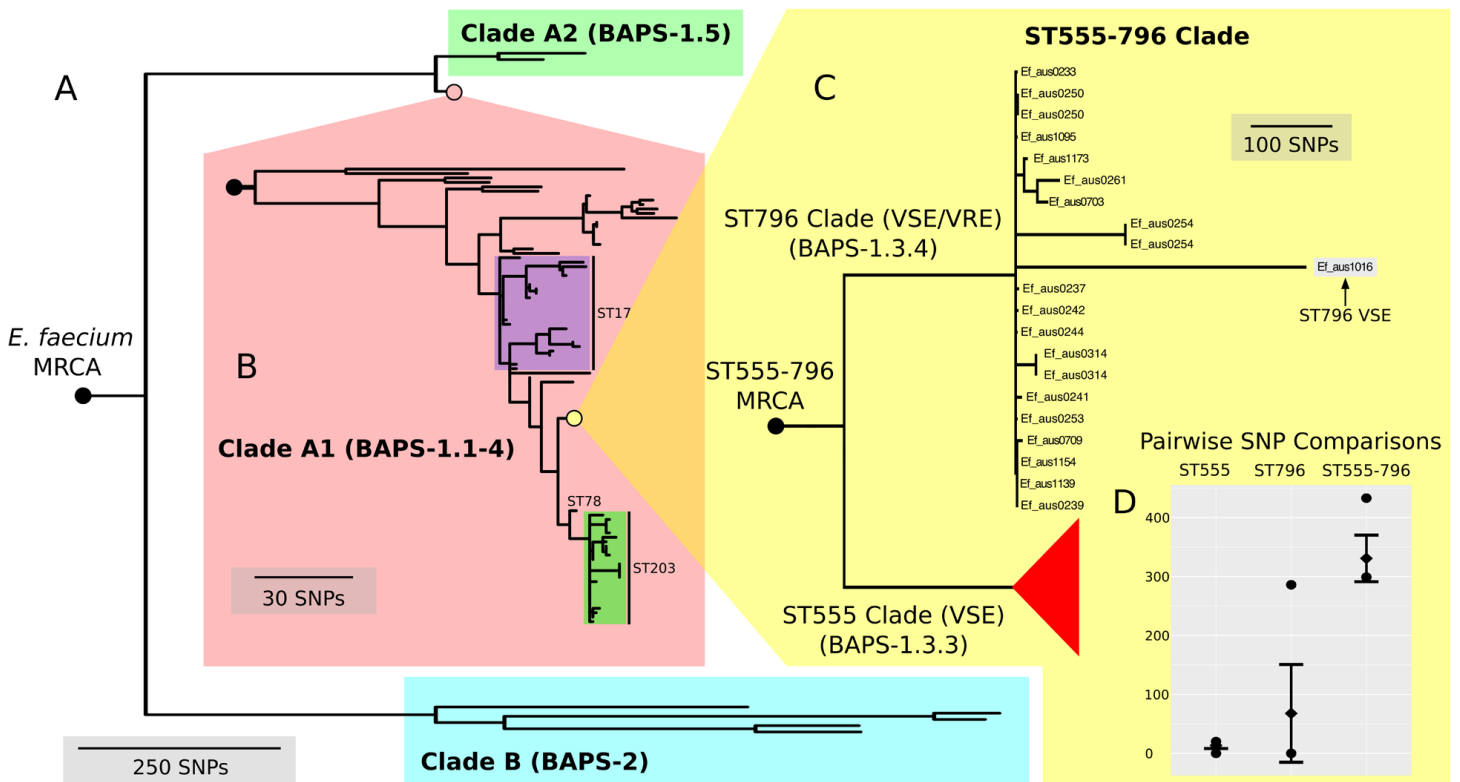 A
Clade A2 (BAPS-1.5)
E. faecium
MRCA
B
ST17
Clade A1 (BAPS-1.1-4)
ST78
ST203
30 SNPs
Clade B (BAPS-2)
250 SNPs
C
ST555-796 Clade
100 SNPs
Ef_aus0233
Ef_aus0250
Ef_aus0250
Ef_aus1095
Ef_aus1173
Ef_aus0261
Ef_aus0703
Ef_aus0254
Ef_aus0254
Ef_aus1016
ST796 VSE
Ef_aus0237
Ef_aus0242
Ef_aus0244
Ef_aus0314
Ef_aus0314
Ef_aus0241
Ef_aus0253
Ef_aus0709
Ef_aus1154
Ef_aus1139
Ef_aus0239
ST796 Clade (VSE/VRE)
(BAPS-1.3.4)
ST555-796
MRCA
ST555 Clade (VSE)
(BAPS-1.3.3)
D
Pairwise SNP Comparisons
ST555 ST796 ST555-796
400
300
200
100
0